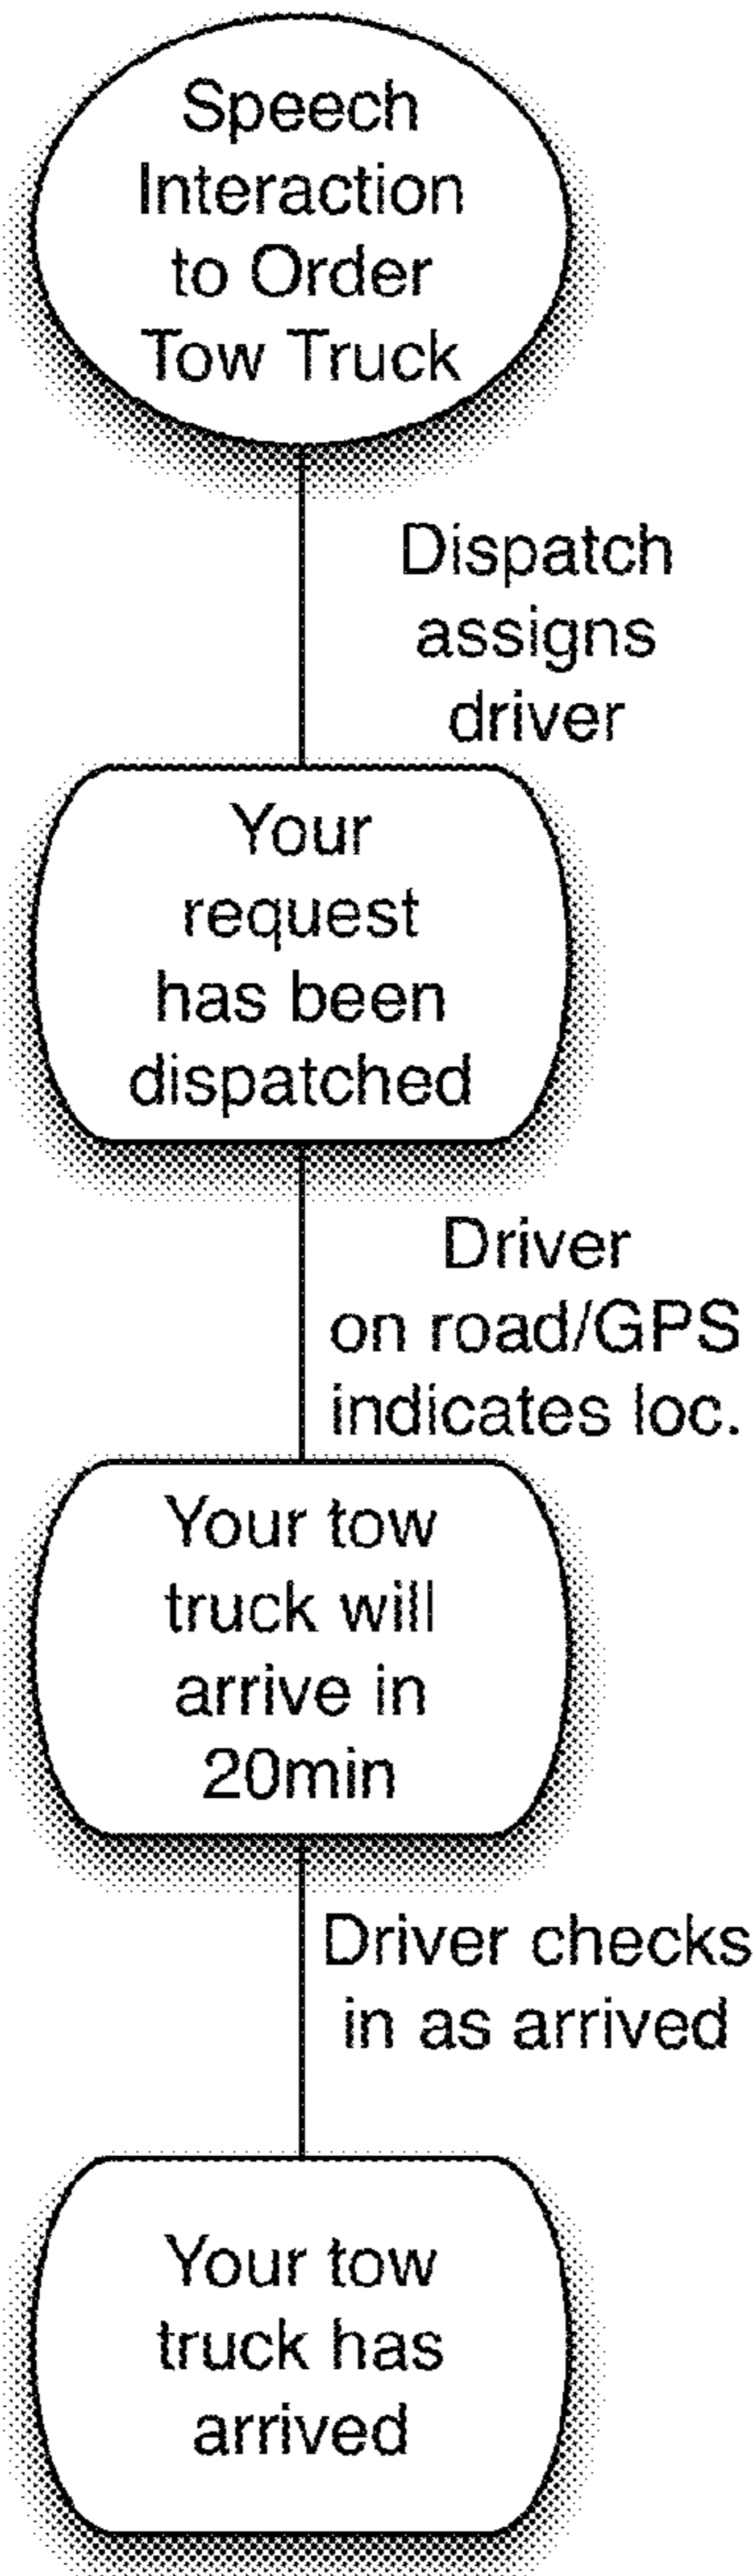 Speech
Interaction
to Order
Tow Truck
Dispatch
assigns
driver
Your
request
has been
dispatched
Driver
on road/GPS
indicates loc.
Your tow
truck will
arrive in
20min
Driver checks
in as arrived
Your tow
truck has
arrived